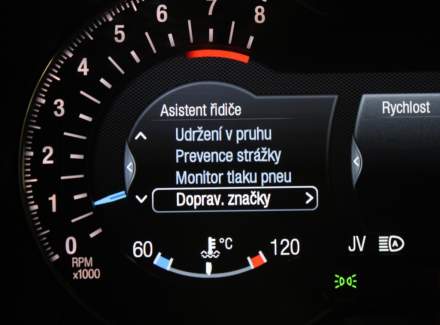 8
7
6
5
4
3
2
1
0
RPM
x1000
Asistent řidiče
Udržení v pruhu
Prevence strážky
Monitor tlaku pneu
Doprav. značky
60
°C
120
Rychlost
JV
A